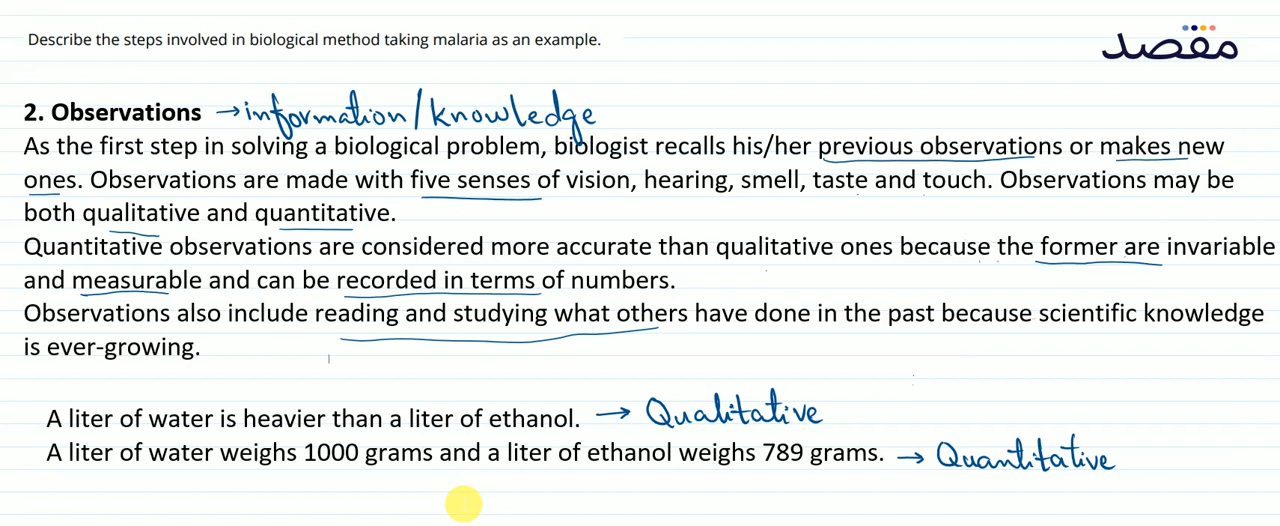 Describe the steps involved in biological method taking malaria as an example.
مقصد
2. Observations → information/knowledge
As the first step in solving a biological problem, biologist recalls his/her previous observations or makes new
ones. Observations are made with five senses of vision, hearing, smell, taste and touch. Observations may be
both qualitative and quantitative.
Quantitative observations are considered more accurate than qualitative ones because the former are invariable
and measurable and can be recorded in terms of numbers.
Observations also include reading and studying what others have done in the past because scientific knowledge
is ever-growing.
A liter of water is heavier than a liter of ethanol. → Qualitative
A liter of water weighs 1000 grams and a liter of ethanol weighs 789 grams. → Quantitative